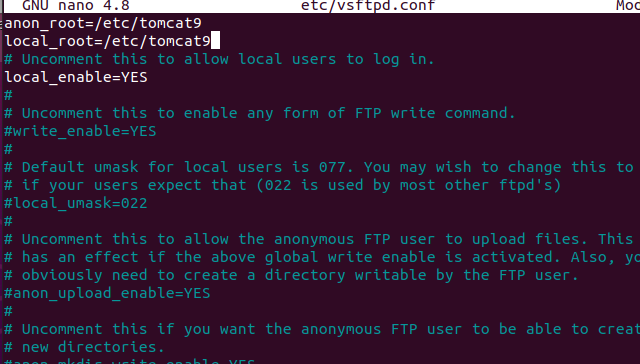 GNU nano 4.8 etc/vsftpd.conf Mod
anon_root=/etc/tomcat9
local_root=/etc/tomcat9
# Uncomment this to allow local users to log in.
local_enable=YES
#
# Uncomment this to enable any form of FTP write command.
#write_enable=YES
#
# Default umask for local users is 077. You may wish to change this to
# if your users expect that (022 is used by most other ftpd's)
#local_umask=022
#
# Uncomment this to allow the anonymous FTP user to upload files. This
# has an effect if the above global write enable is activated. Also, yo
# obviously need to create a directory writable by the FTP user.
#anon_upload_enable=YES
#
# Uncomment this if you want the anonymous FTP user to be able to creat
# new directories.
#anon_mkdir_write_enable=YES